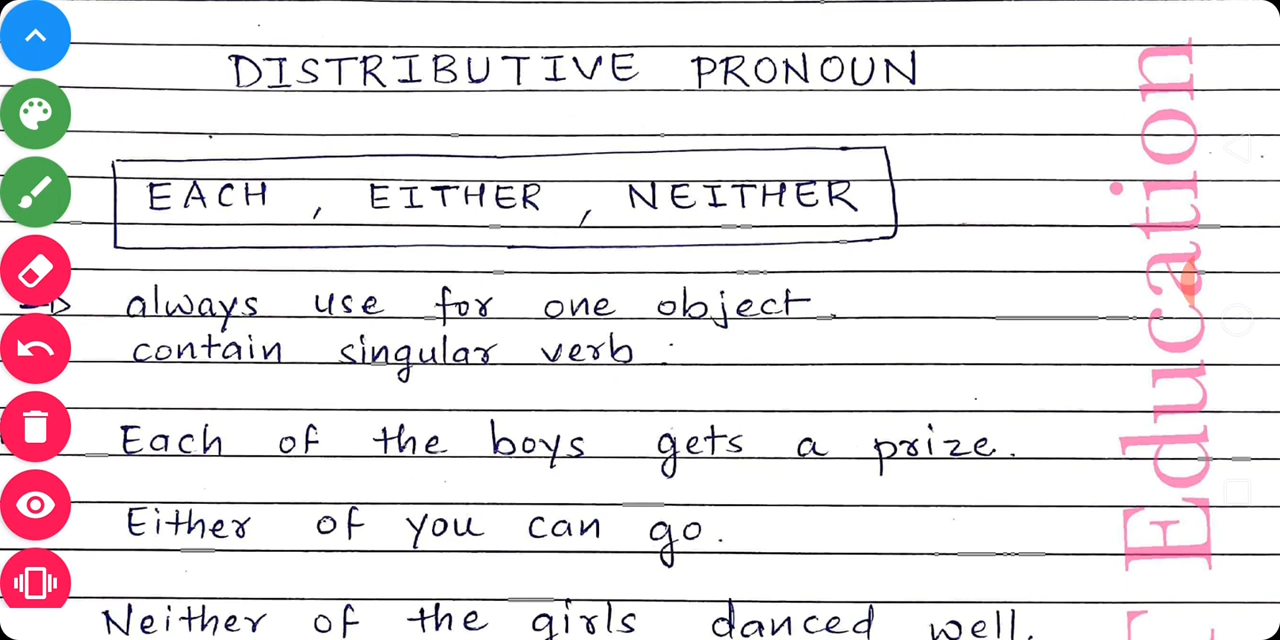 DISTRIBUTIVE PRONOUN
EACH, EITHER, NEITHER
always use for one object.
contain singular verb.
Each of the boys gets a prize.
Either of you can go.
Neither of the girls danced well.
Education